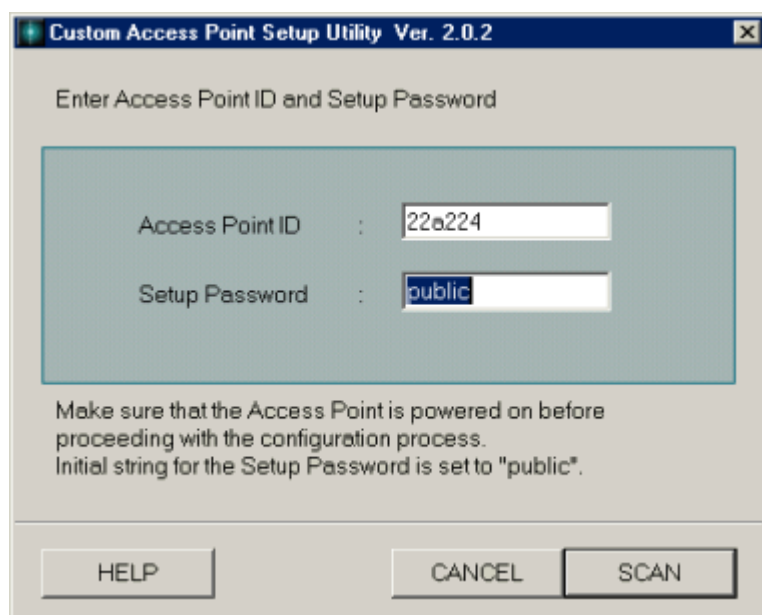 Custom Access Point Setup Utility Ver. 2.0.2
Enter Access Point ID and Setup Password
Access Point ID : 22a224
Setup Password : public
Make sure that the Access Point is powered on before
proceeding with the configuration process.
Initial string for the Setup Password is set to "public".
HELP CANCEL SCAN